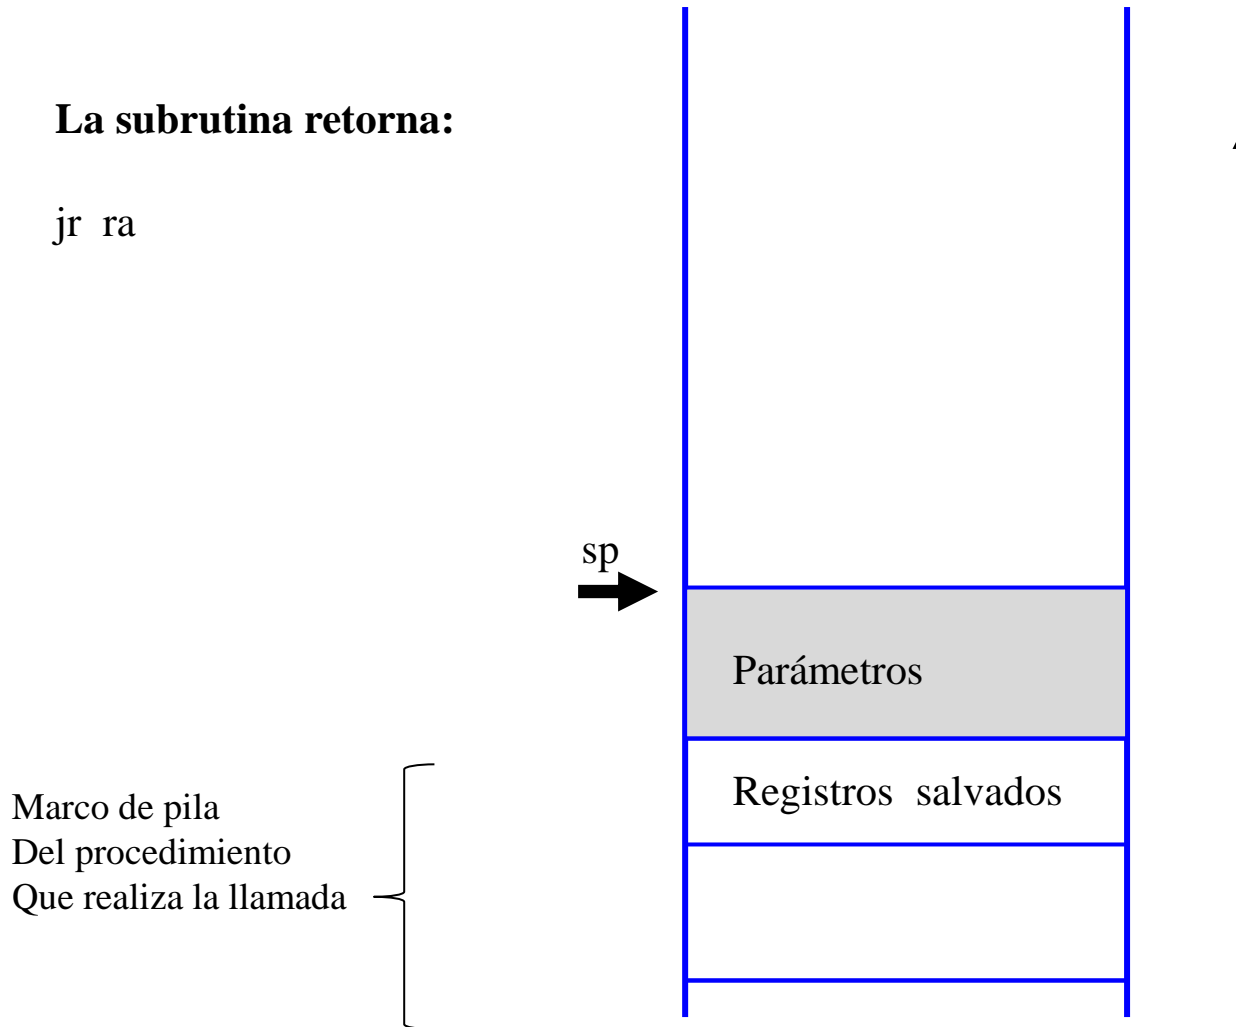 La subrutina retorna:
jr ra
sp
Parámetros
Registros salvados
Marco de pila
Del procedimiento
Que realiza la llamada